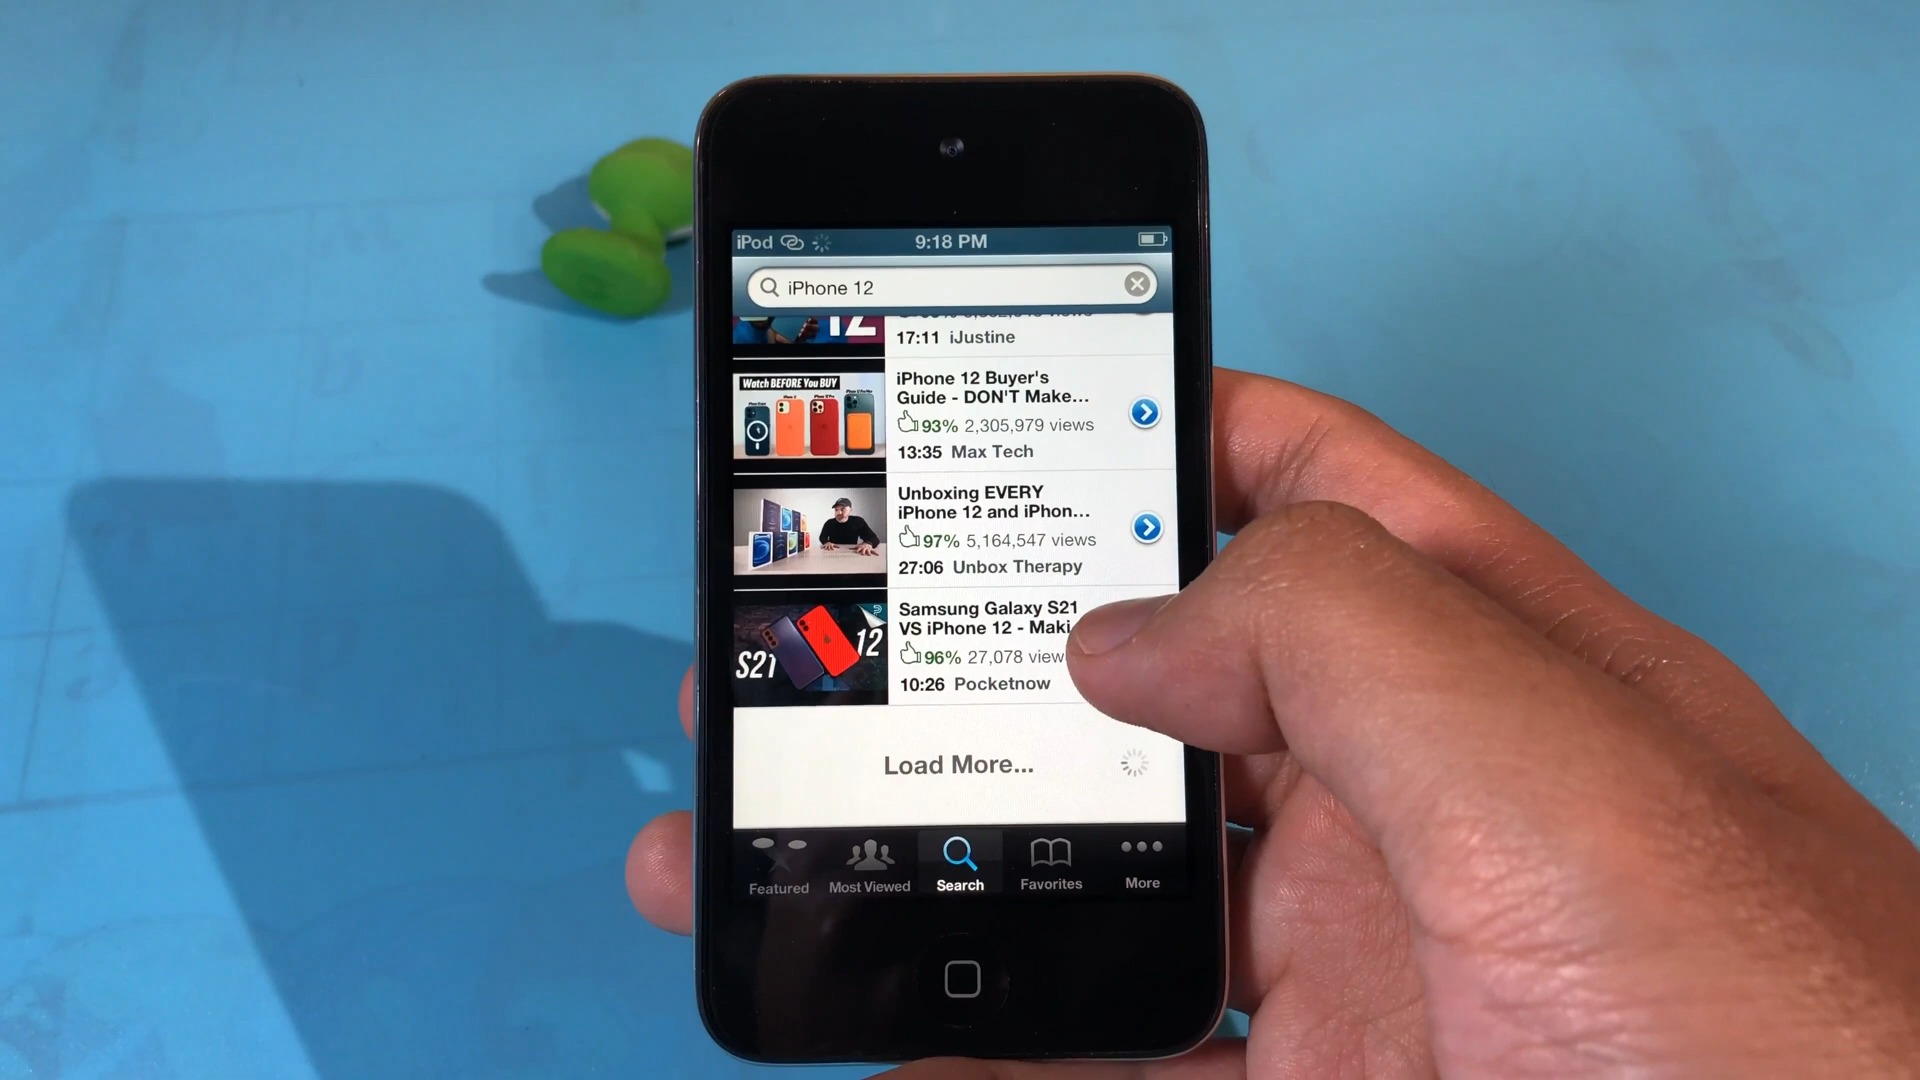 iPod 9:18 PM
iPhone 12
12
17:11 iJustine
Watch BEFORE You BUY
iPhone 12 Buyer's
Guide - DON'T Make...
93% 2,305,979 views
13:35 Max Tech
Unboxing EVERY
iPhone 12 and iPhon...
97% 5,164,547 views
27:06 Unbox Therapy
S21 12
Samsung Galaxy S21
VS iPhone 12 - Maki
96% 27,078 view
10:26 Pocketnow
Load More...
Featured Most Viewed Search Favorites More